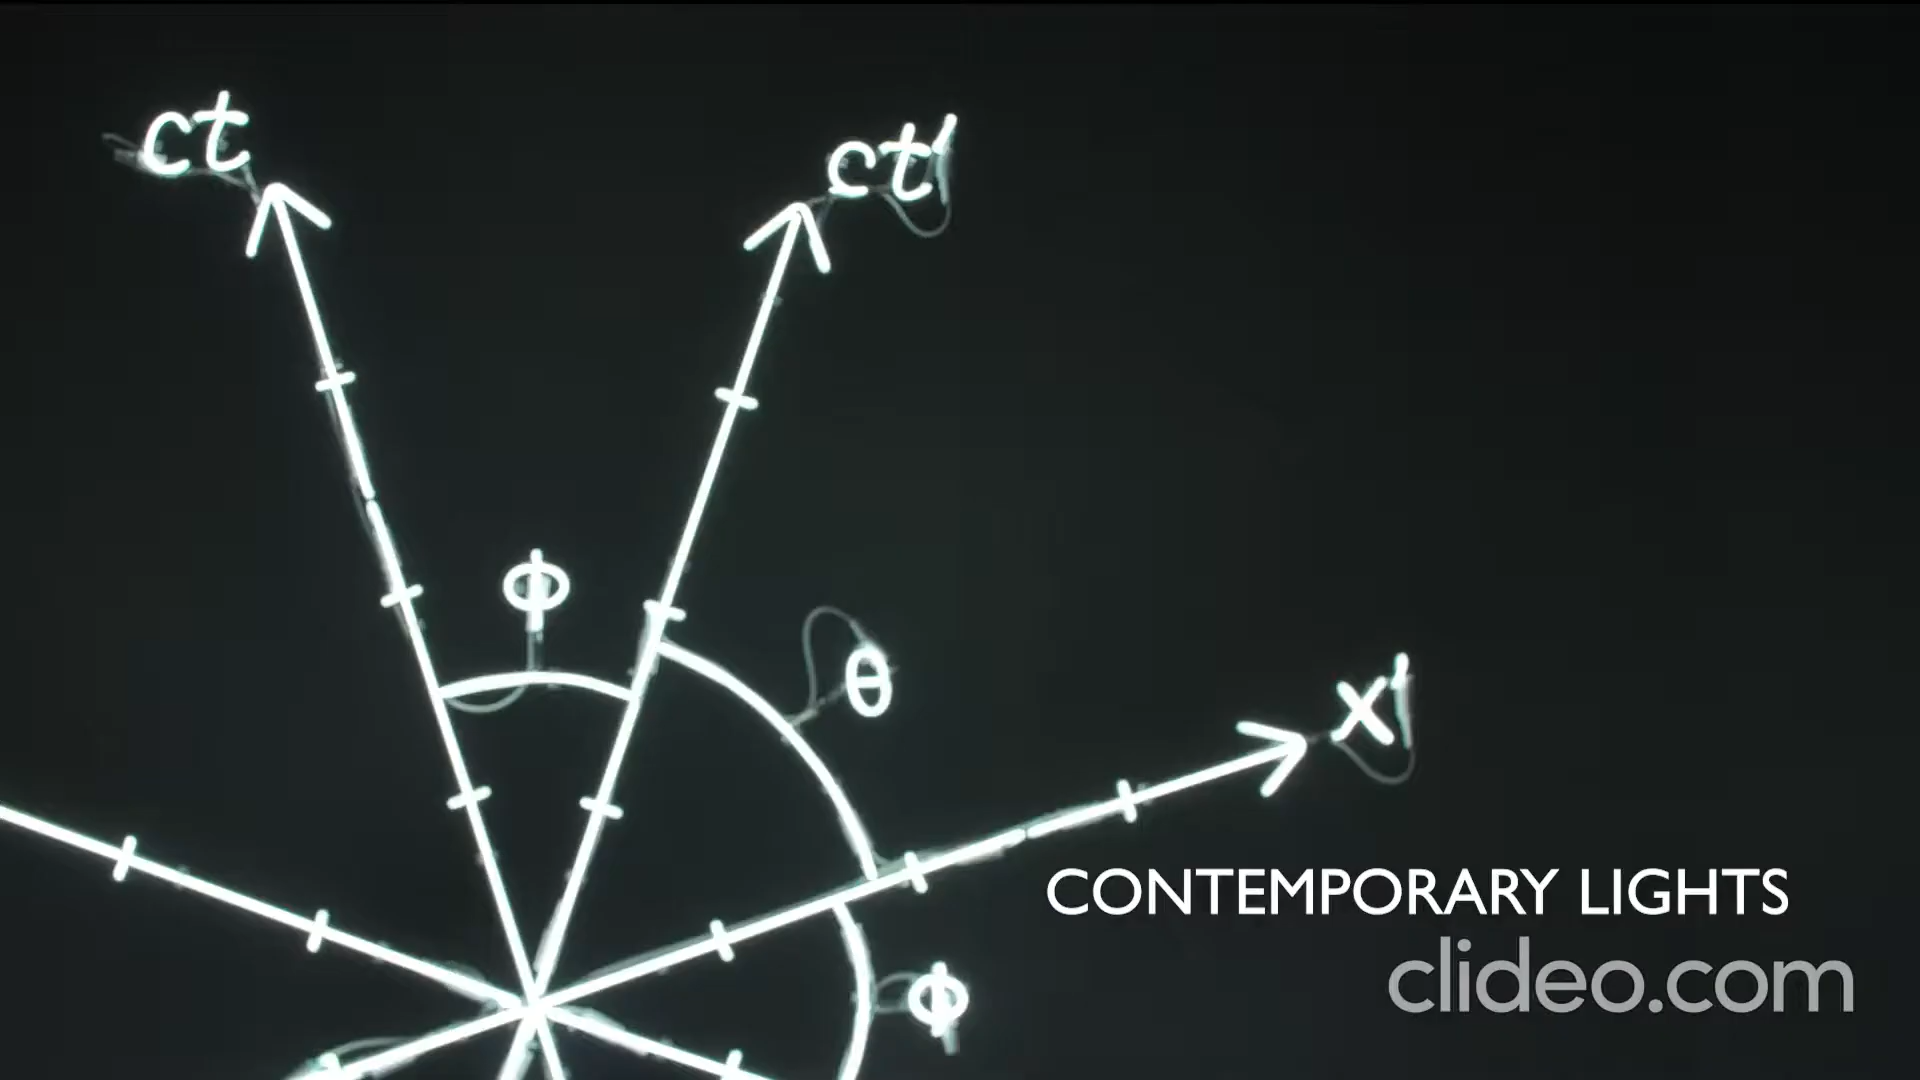 ct
ct'
Φ
θ
x'
CONTEMPORARY LIGHTS
Φ
clideo.com